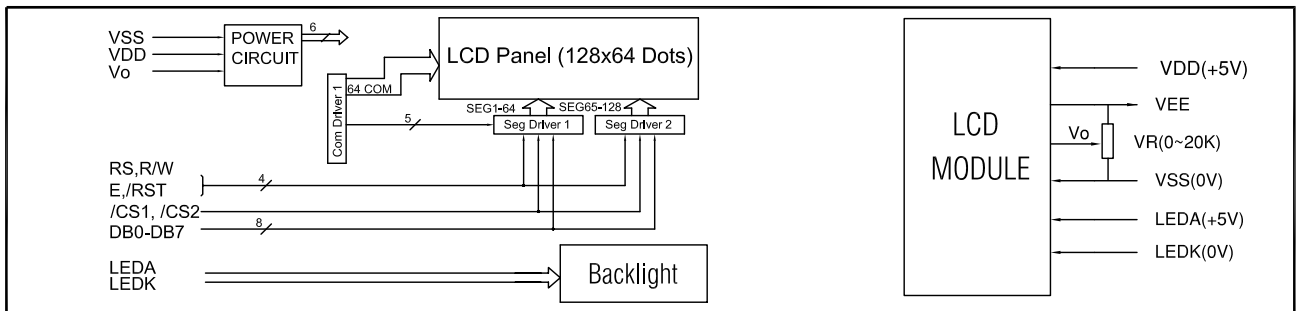 VSS
VDD
Vo
POWER
CIRCUIT
6
LCD Panel (128x64 Dots)
Com Driver 1
64 COM
SEG1-64
SEG65-128
5
Seg Driver 1
Seg Driver 2
RS,R/W
E,/RST
4
/CS1, /CS2
DB0-DB7
8
LEDA
LEDK
Backlight
LCD
MODULE
VDD(+5V)
VEE
Vo
VR(0~20K)
VSS(0V)
LEDA(+5V)
LEDK(0V)